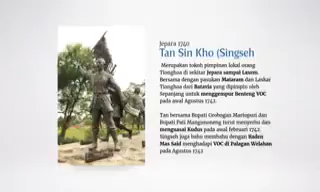 Jepara 1740
Tan Sin Kho (Singseh
Merupakan tokoh pimpinan lokal orang
Tionghoa di sekitar Jepara sampai Lasem.
Bersama dengan pasukan Mataram dan Laskar
Tionghoa dari Batavia yang dipimpin oleh
Sepanjang untuk menggempur Benteng VOC
pada awal Agustus 1742.
Tan bersama Bupati Grobogan Martopuri dan
Bupati Pati Mangunoneng turut menyerbu dan
menguasai Kudus pada awal februari 1742.
Singseh juga bahu membahu dengan Raden
Mas Said menghadapi VOC di Palagan Welahan
pada Agustus 1742